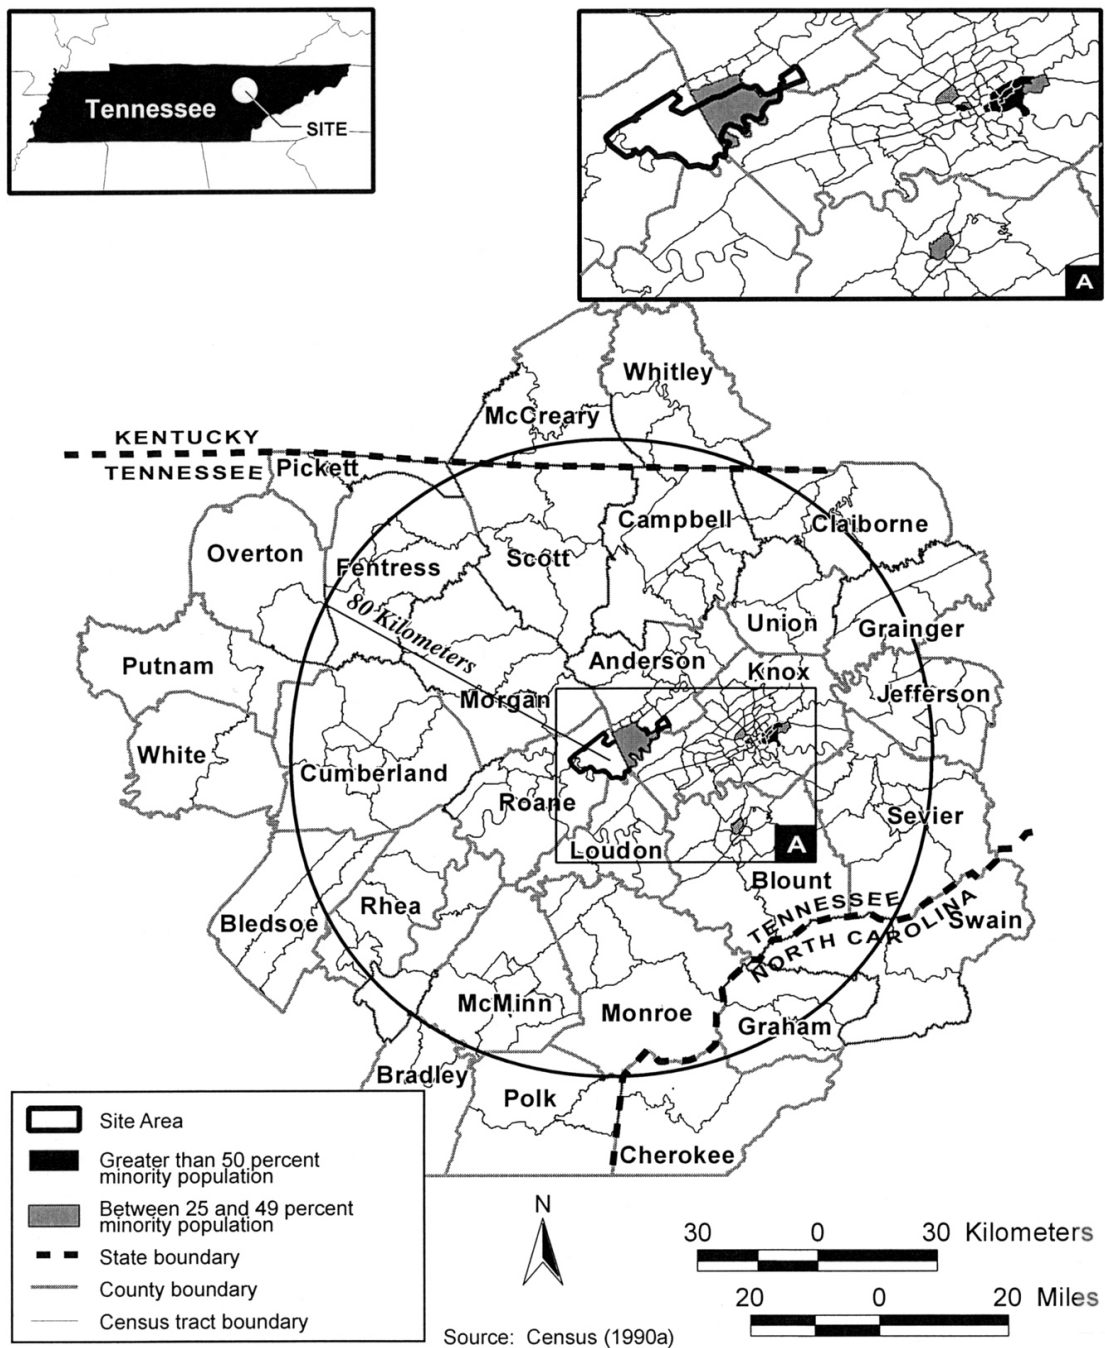 Tennessee
SITE
A
Whitley
McCreary
KENTUCKY
TENNESSEE
Pickett
Campbell
Claiborne
Overton
Scott
Fentress
80 Kilometers
Union
Grainger
Putnam
Anderson
Knox
Jefferson
Morgan
White
Cumberland
Roane
Sevier
Loudon
A
Blount
TENNESSEE
NORTH CAROLINA
Rhea
Bledsoe
Swain
McMinn
Monroe
Graham
Bradley
Polk
Cherokee
Site Area
Greater than 50 percent
minority population
Between 25 and 49 percent
minority population
State boundary
County boundary
Census tract boundary
N
30 0 30 Kilometers
20 0 20 Miles
Source: Census (1990a)